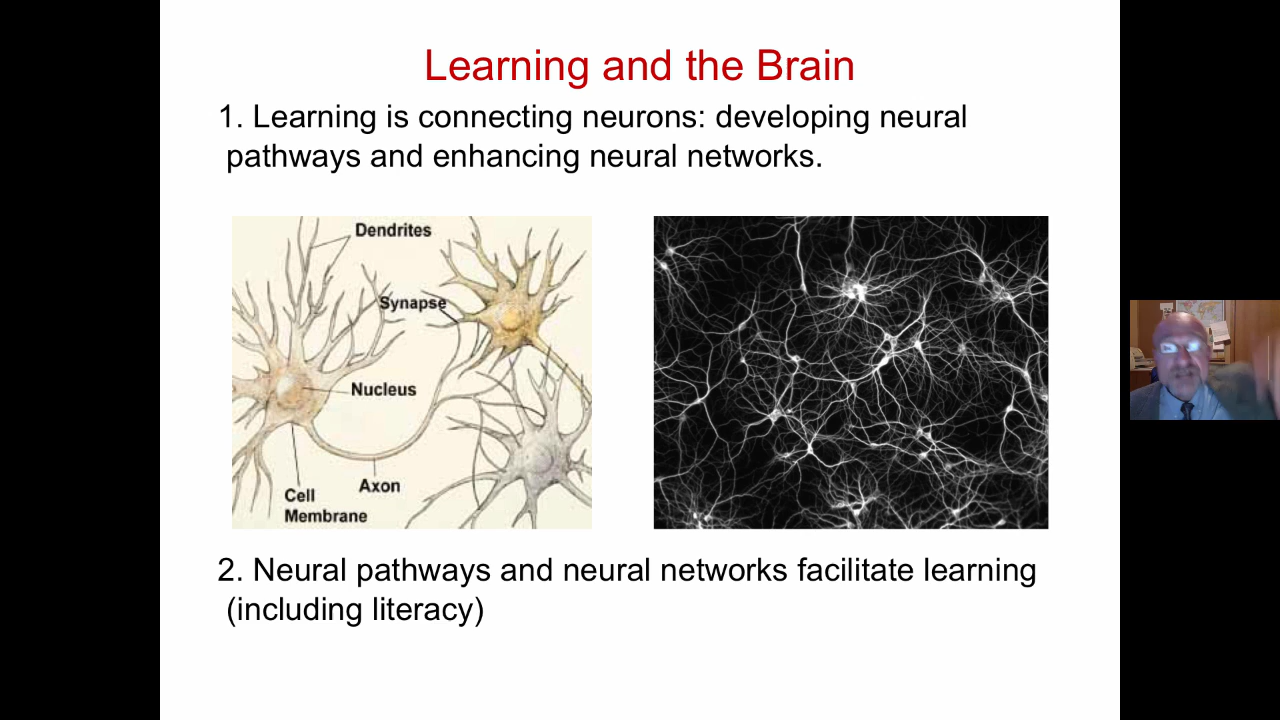 Learning and the Brain
1. Learning is connecting neurons: developing neural
pathways and enhancing neural networks.
Dendrites
Synapse
Nucleus
Axon
Cell
Membrane
2. Neural pathways and neural networks facilitate learning
(including literacy)